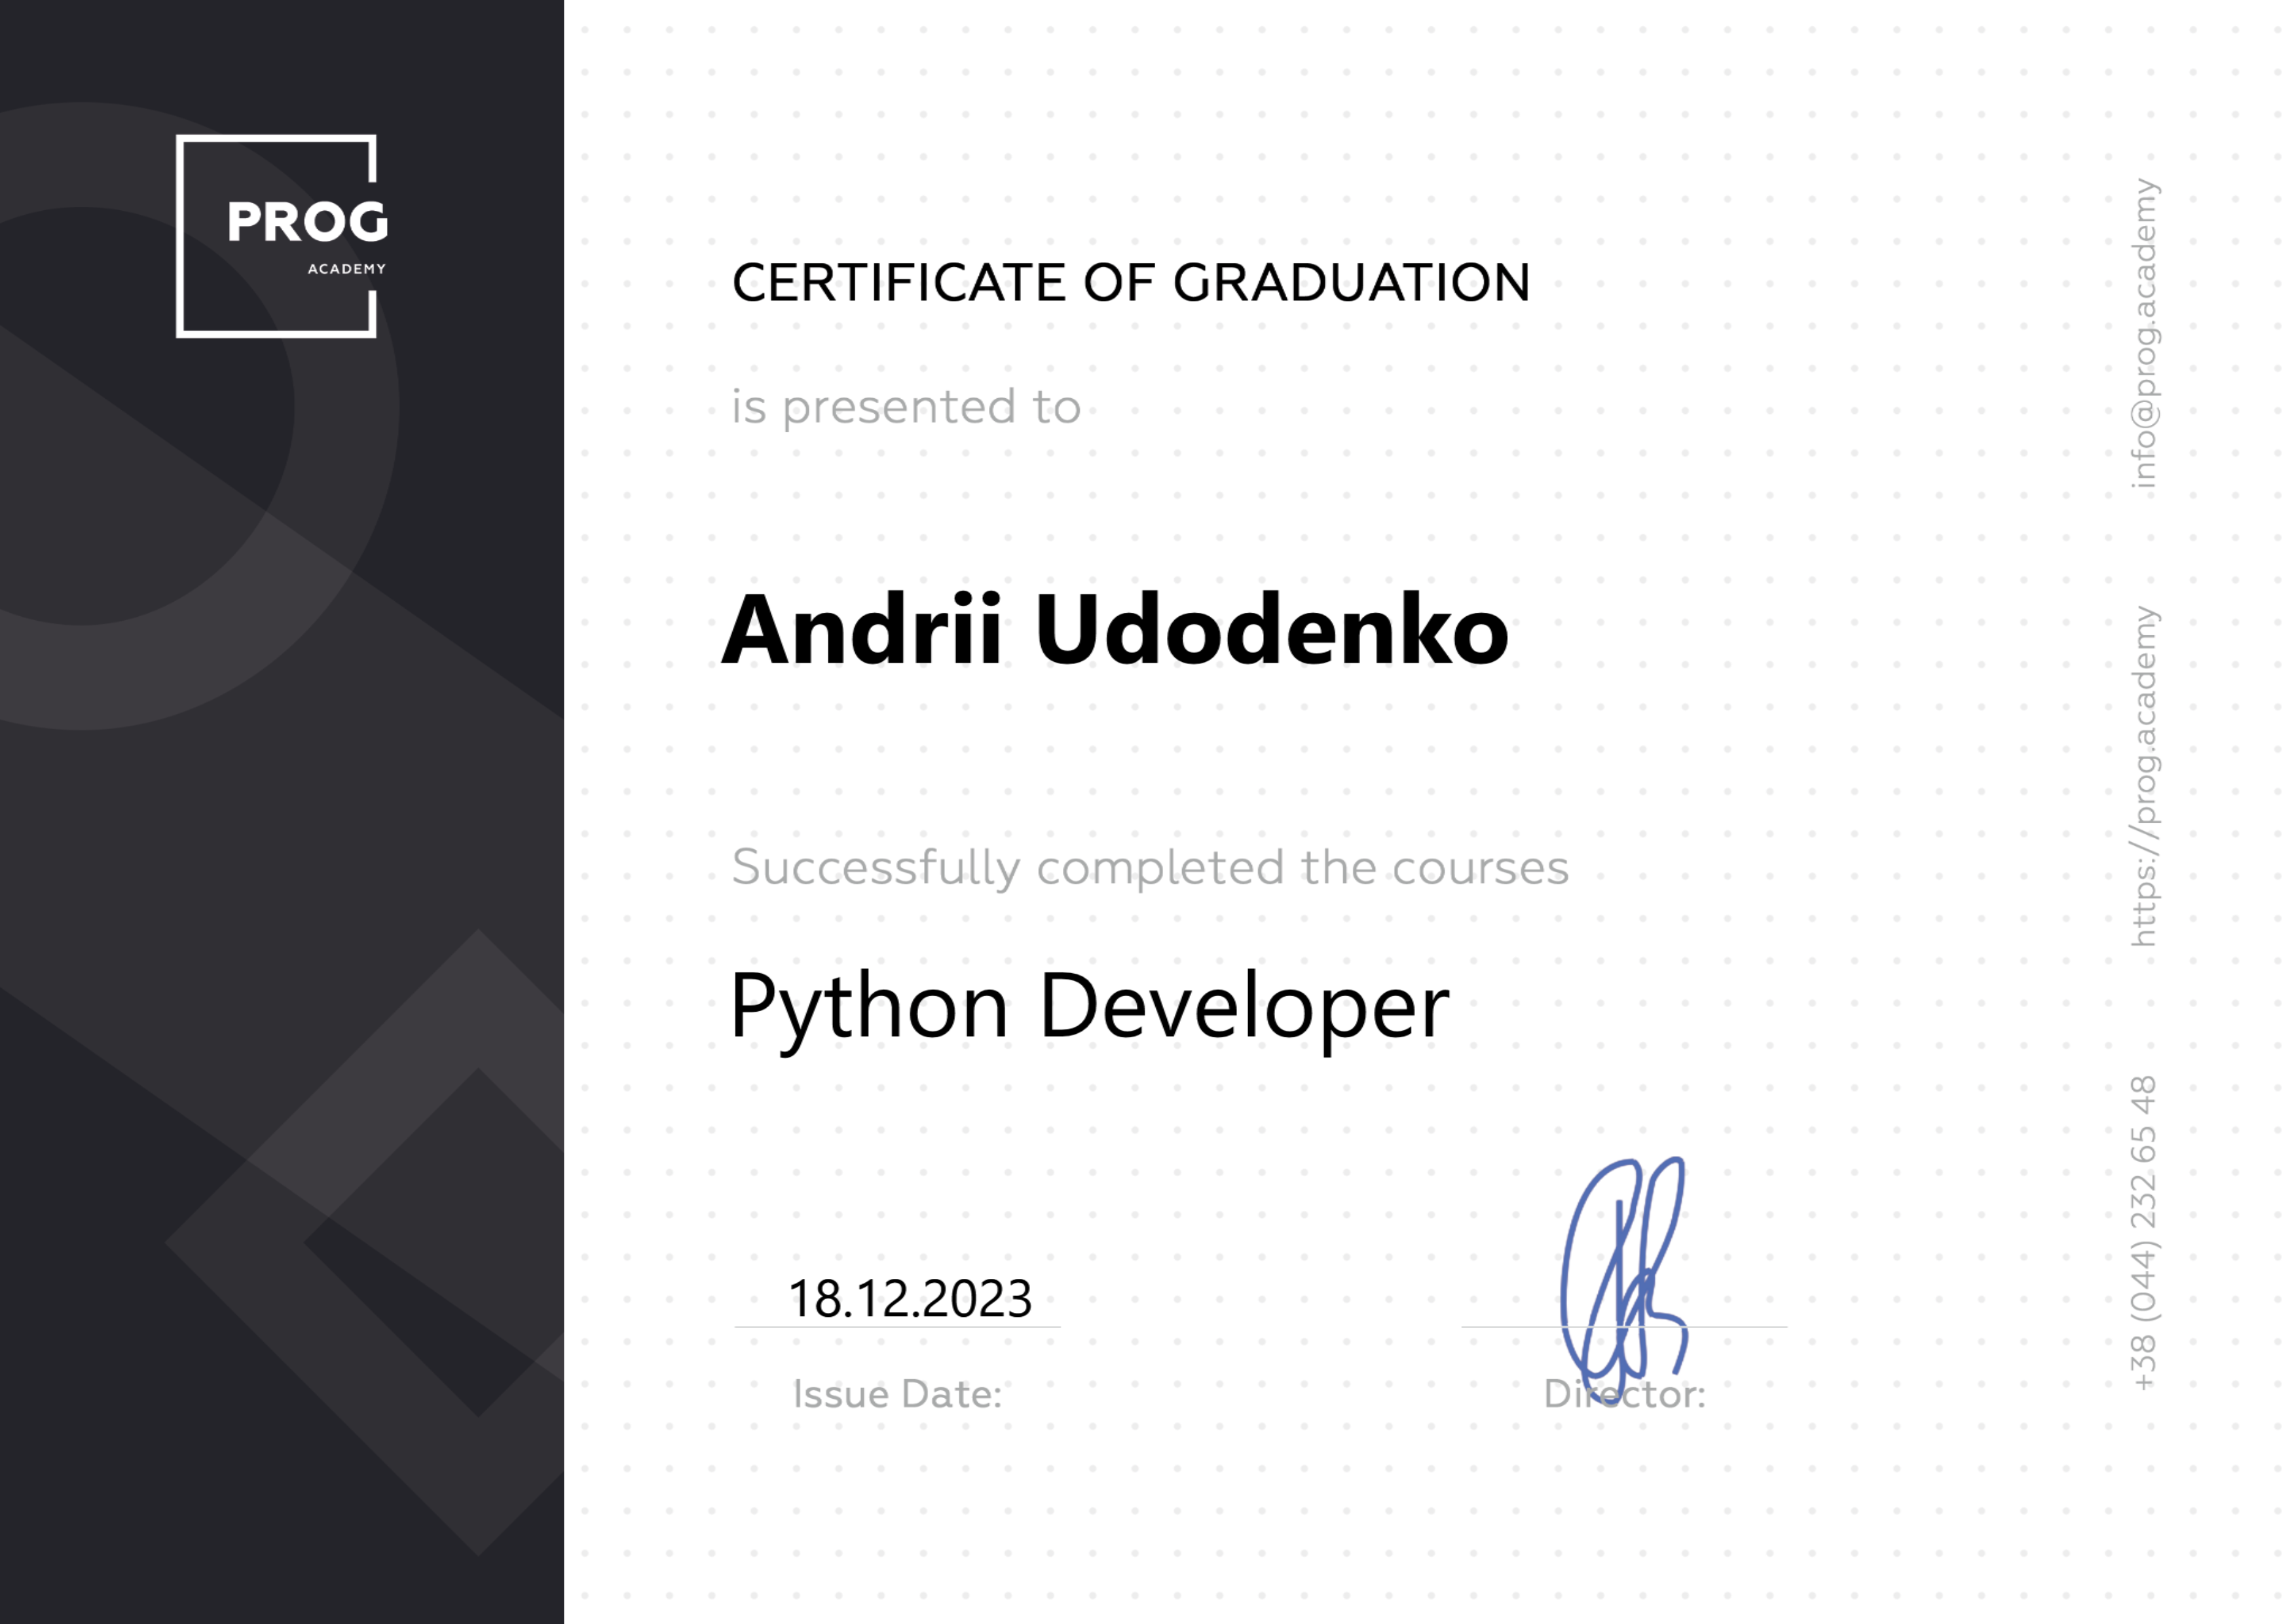 PROG
ACADEMY
CERTIFICATE OF GRADUATION
is presented to
Andrii Udodenko
Successfully completed the courses
Python Developer
18.12.2023
Issue Date:
Director:
info@prog.academy
https://prog.academy
+38 (044) 232 65 48